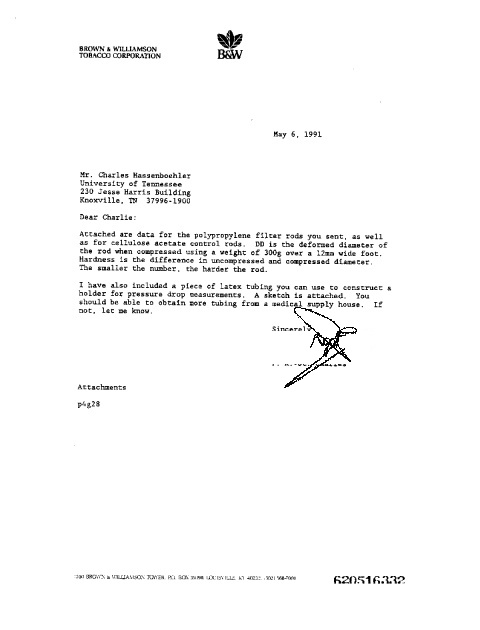 BROWN & WILLIAMSON
TOBACCO CORPORATION
B&W
May 6, 1991
Mr. Charles Hassenboehler
University of Tennessee
230 Jesse Harris Building
Knoxville, TN 37996-1900
Dear Charlie:
Attached are data for the polypropylene filter rods you sent, as well
as for cellulose acetate control rods. DD is the deformed diameter of
the rod when compressed using a weight of 300g over a 12mm wide foot.
Hardness is the difference in uncompressed and compressed diameter.
The smaller the number, the harder the rod.
I have also included a piece of latex tubing you can use to construct a
holder for pressure drop measurements. A sketch is attached. You
should be able to obtain more tubing from a medical supply house. If
not, let me know.
Sincerely
Attachments
p4g28
BROWN & WILLIAMSON TOWER, P.O. BOX LOUISVILLE, KY
620516332